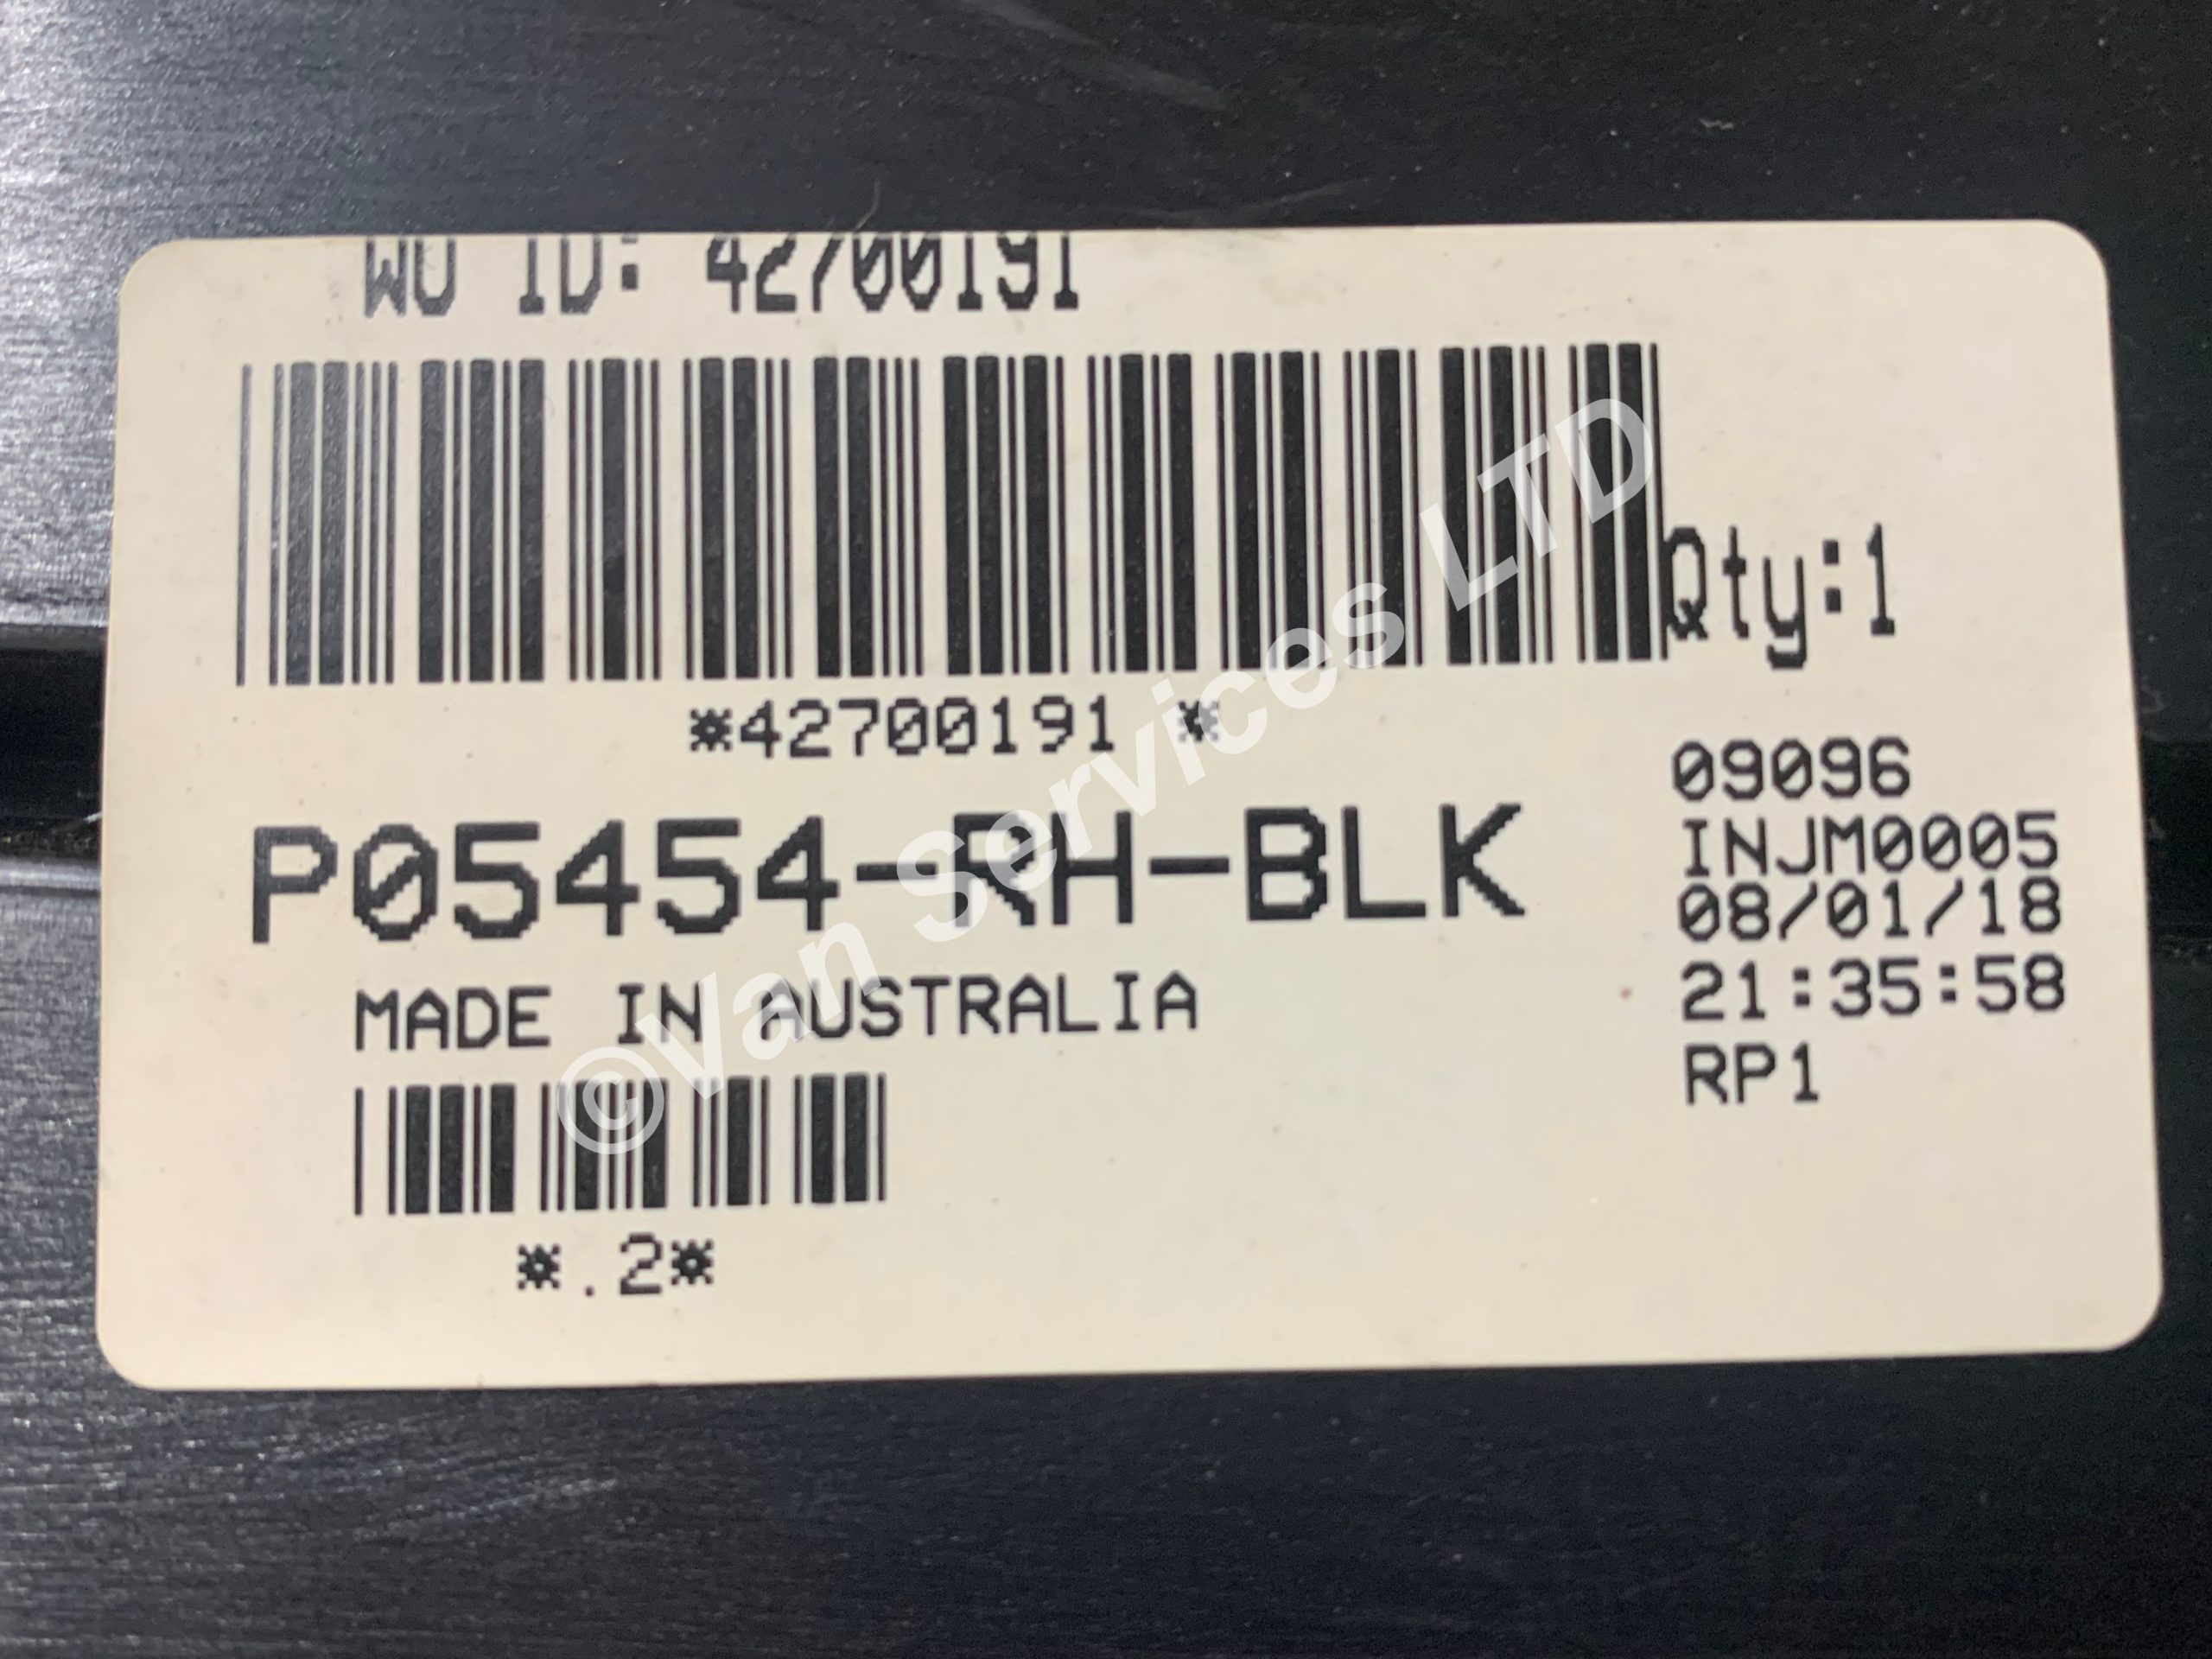 WO ID: 42700191
Qty:1
*42700191 *
P05454-RH-BLK
MADE IN AUSTRALIA
*.2*
09096
INJM0005
08/01/18
21:35:58
RP1
©Van Services LTD